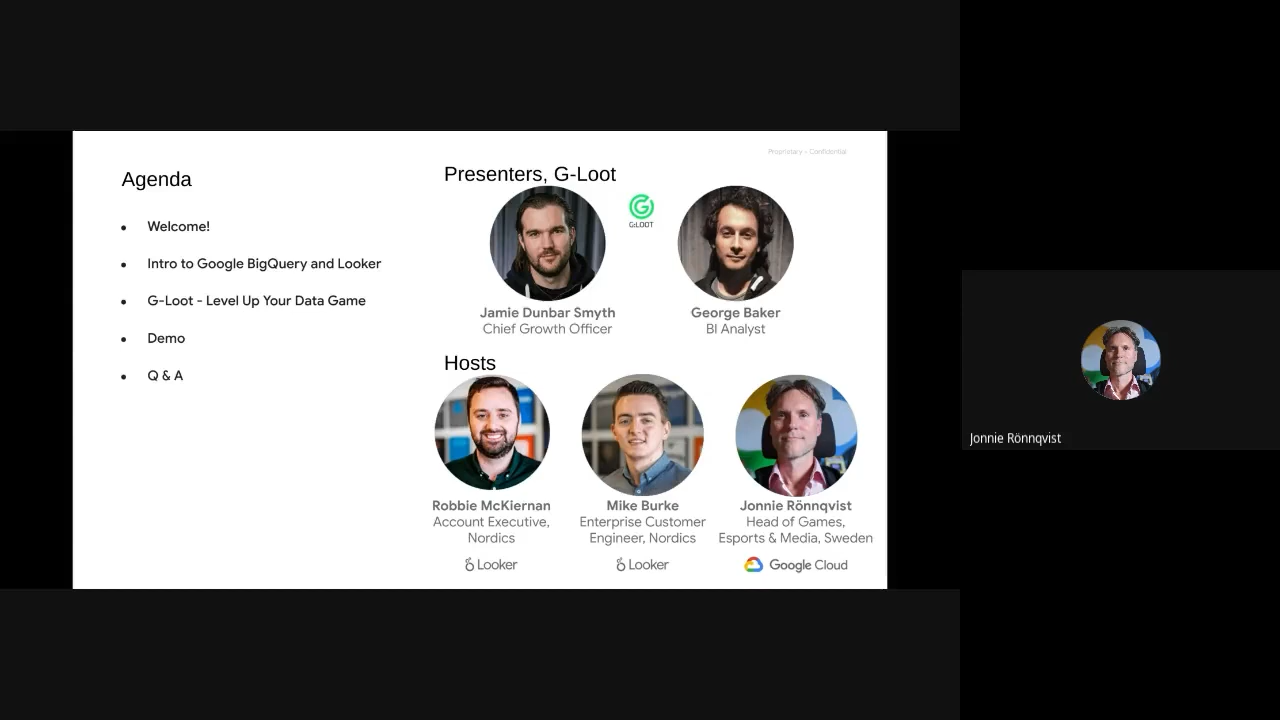 Proprietary + Confidential
Agenda
• Welcome!
• Intro to Google BigQuery and Looker
• G-Loot - Level Up Your Data Game
• Demo
• Q & A
Presenters, G-Loot
G:LOOT
Jamie Dunbar Smyth
Chief Growth Officer
George Baker
BI Analyst
Hosts
Robbie McKiernan
Account Executive,
Nordics
Looker
Mike Burke
Enterprise Customer
Engineer, Nordics
Looker
Jonnie Rönnqvist
Head of Games,
Esports & Media, Sweden
Google Cloud
Jonnie Rönnqvist